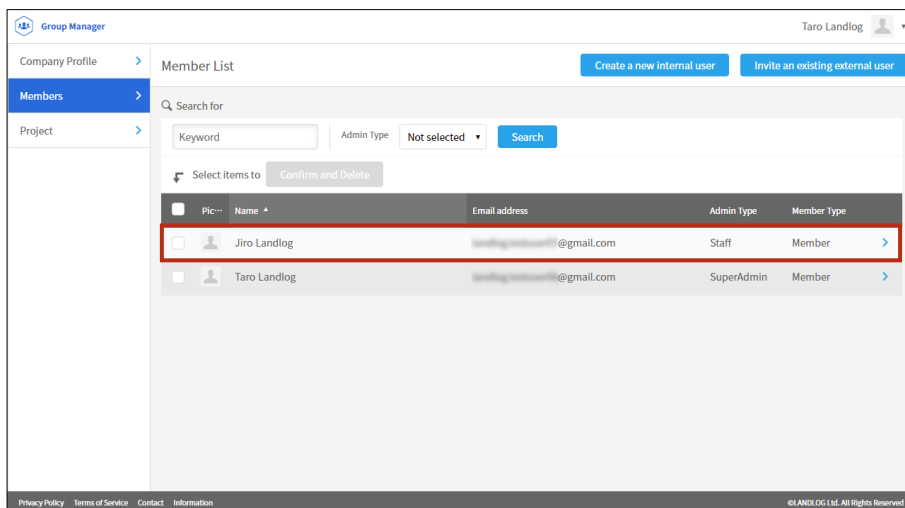 Group Manager
Taro Landlog
Company Profile
Members
Project
Member List
Create a new internal user
Invite an existing external user
Search for
Keyword
Admin Type
Not selected
Search
Select items to
Confirm and Delete
Pic··· Name Email address Admin Type Member Type
Jiro Landlog @gmail.com Staff Member
Taro Landlog @gmail.com SuperAdmin Member
Privacy Policy Terms of Service Contact Information
©LANDLOG Ltd. All Rights Reserved